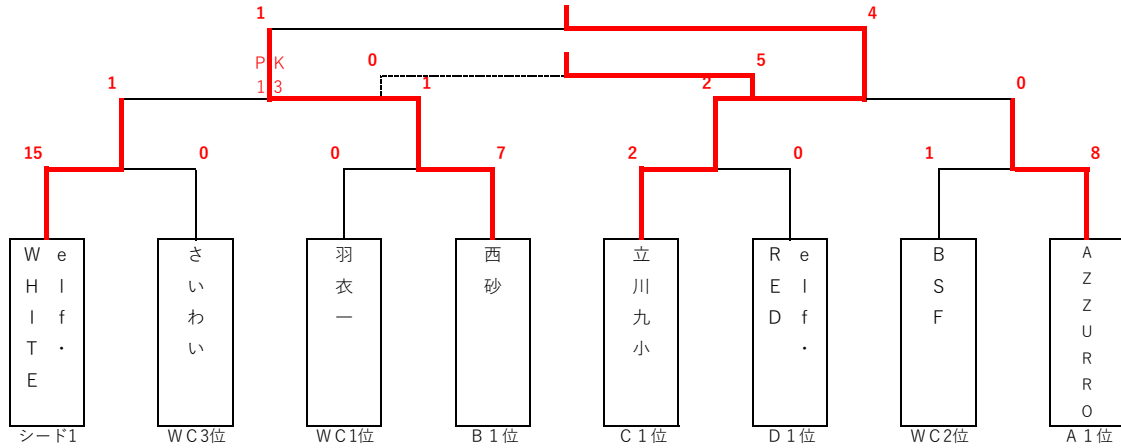 1 4
PK 0 5
1 13 1 2 0
15 0 0 7 2 0 1 8
elf・WHITE
さいわい
羽衣一
西砂
立川九小
elf・RED
BSF
AZZURRO
シード1 WC3位 WC1位 B1位 C1位 D1位 WC2位 A1位